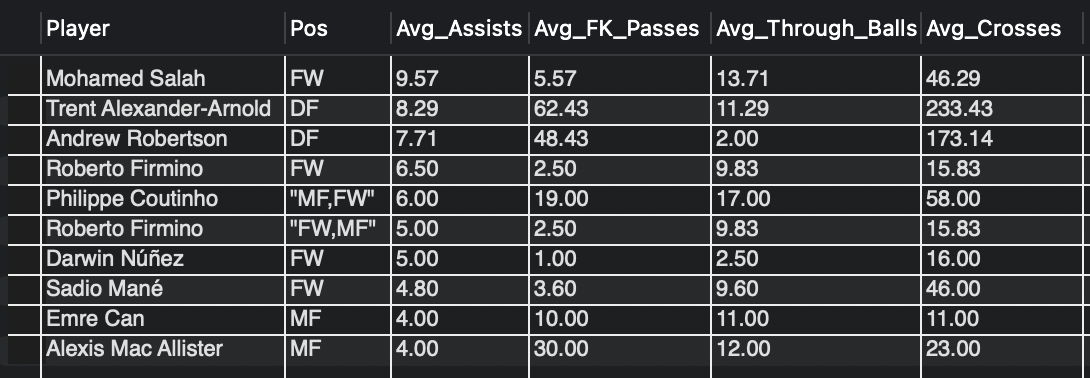 Player Pos Avg_Assists Avg_FK_Passes Avg_Through_Balls Avg_Crosses
Mohamed Salah FW 9.57 5.57 13.71 46.29
Trent Alexander-Arnold DF 8.29 62.43 11.29 233.43
Andrew Robertson DF 7.71 48.43 2.00 173.14
Roberto Firmino FW 6.50 2.50 9.83 15.83
Philippe Coutinho "MF,FW" 6.00 19.00 17.00 58.00
Roberto Firmino "FW,MF" 5.00 2.50 9.83 15.83
Darwin Núñez FW 5.00 1.00 2.50 16.00
Sadio Mané FW 4.80 3.60 9.60 46.00
Emre Can MF 4.00 10.00 11.00 11.00
Alexis Mac Allister MF 4.00 30.00 12.00 23.00